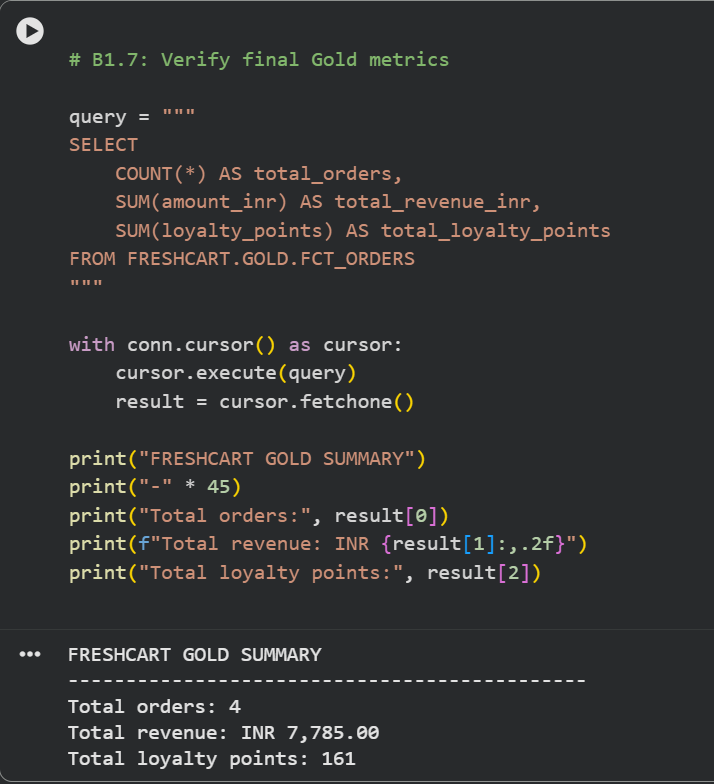 # B1.7: Verify final Gold metrics
query = """
SELECT
    COUNT(*) AS total_orders,
    SUM(amount_inr) AS total_revenue_inr,
    SUM(loyalty_points) AS total_loyalty_points
FROM FRESHCART.GOLD.FCT_ORDERS
"""
with conn.cursor() as cursor:
    cursor.execute(query)
    result = cursor.fetchone()
print("FRESHCART GOLD SUMMARY")
print("-" * 45)
print("Total orders:", result[0])
print(f"Total revenue: INR {result[1]:,.2f}")
print("Total loyalty points:", result[2])
FRESHCART GOLD SUMMARY
---------------------------------------------
Total orders: 4
Total revenue: INR 7,785.00
Total loyalty points: 161